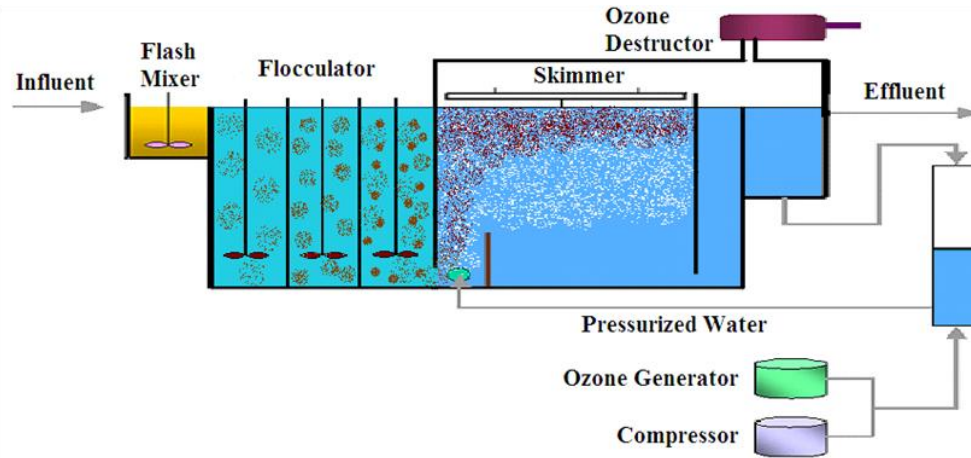 Ozone
Destructor
Flash
Mixer
Influent
Flocculator
Skimmer
Effluent
Pressurized Water
Ozone Generator
Compressor